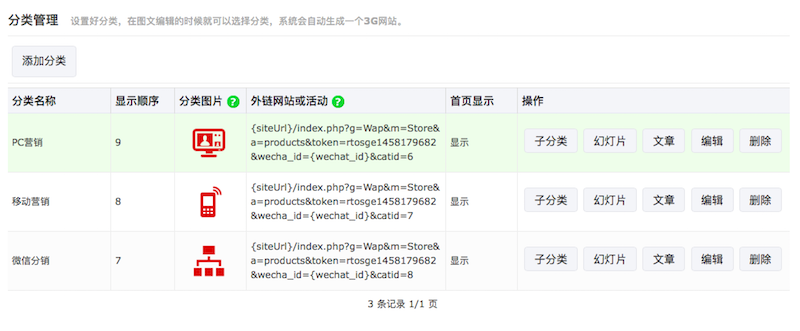 分类管理 设置好分类，在图文编辑的时候就可以选择分类，系统会自动生成一个3G网站。
添加分类
分类名称 显示顺序 分类图片 ? 外链网站或活动 ? 首页显示 操作
PC营销 9 {siteUrl}/index.php?g=Wap&m=Store&
a=products&token=rtosge1458179682
&wecha_id={wechat_id}&catid=6 显示 子分类 幻灯片 文章 编辑 删除
移动营销 8 {siteUrl}/index.php?g=Wap&m=Store&
a=products&token=rtosge1458179682
&wecha_id={wechat_id}&catid=7 显示 子分类 幻灯片 文章 编辑 删除
微信分销 7 {siteUrl}/index.php?g=Wap&m=Store&
a=products&token=rtosge1458179682
&wecha_id={wechat_id}&catid=8 显示 子分类 幻灯片 文章 编辑 删除
3 条记录 1/1 页